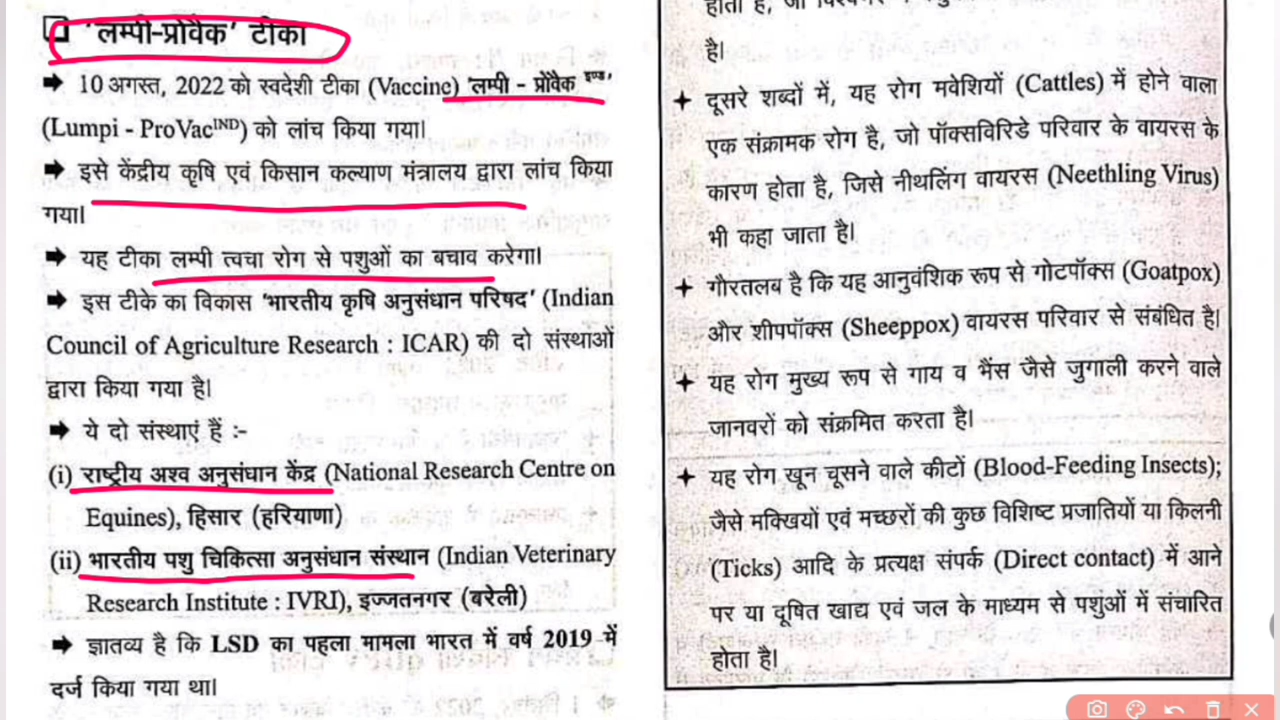 'लम्पी-प्रोवैक' टीका
➡ 10 अगस्त, 2022 को स्वदेशी टीका (Vaccine) 'लम्पी - प्रोवैक इण्ड'
(Lumpi - ProVacIND) को लांच किया गया।
➡ इसे केंद्रीय कृषि एवं किसान कल्याण मंत्रालय द्वारा लांच किया
गया।
➡ यह टीका लम्पी त्वचा रोग से पशुओं का बचाव करेगा।
➡ इस टीके का विकास 'भारतीय कृषि अनुसंधान परिषद' (Indian
Council of Agriculture Research : ICAR) की दो संस्थाओं
द्वारा किया गया है।
➡ ये दो संस्थाएं हैं :-
(i) राष्ट्रीय अश्व अनुसंधान केंद्र (National Research Centre on
Equines), हिसार (हरियाणा)
(ii) भारतीय पशु चिकित्सा अनुसंधान संस्थान (Indian Veterinary
Research Institute : IVRI), इज्जतनगर (बरेली)
➡ ज्ञातव्य है कि LSD का पहला मामला भारत में वर्ष 2019 में
दर्ज किया गया था।
होता है, जो
है।
+ दूसरे शब्दों में, यह रोग मवेशियों (Cattles) में होने वाला
एक संक्रामक रोग है, जो पॉक्सविरिडे परिवार के वायरस के
कारण होता है, जिसे नीथलिंग वायरस (Neethling Virus)
भी कहा जाता है।
+ गौरतलब है कि यह आनुवंशिक रूप से गोटपॉक्स (Goatpox)
और शीपपॉक्स (Sheeppox) वायरस परिवार से संबंधित है।
+ यह रोग मुख्य रूप से गाय व भैंस जैसे जुगाली करने वाले
जानवरों को संक्रमित करता है।
+ यह रोग खून चूसने वाले कीटों (Blood-Feeding Insects);
जैसे मक्खियों एवं मच्छरों की कुछ विशिष्ट प्रजातियों या किलनी
(Ticks) आदि के प्रत्यक्ष संपर्क (Direct contact) में आने
पर या दूषित खाद्य एवं जल के माध्यम से पशुओं में संचारित
होता है।